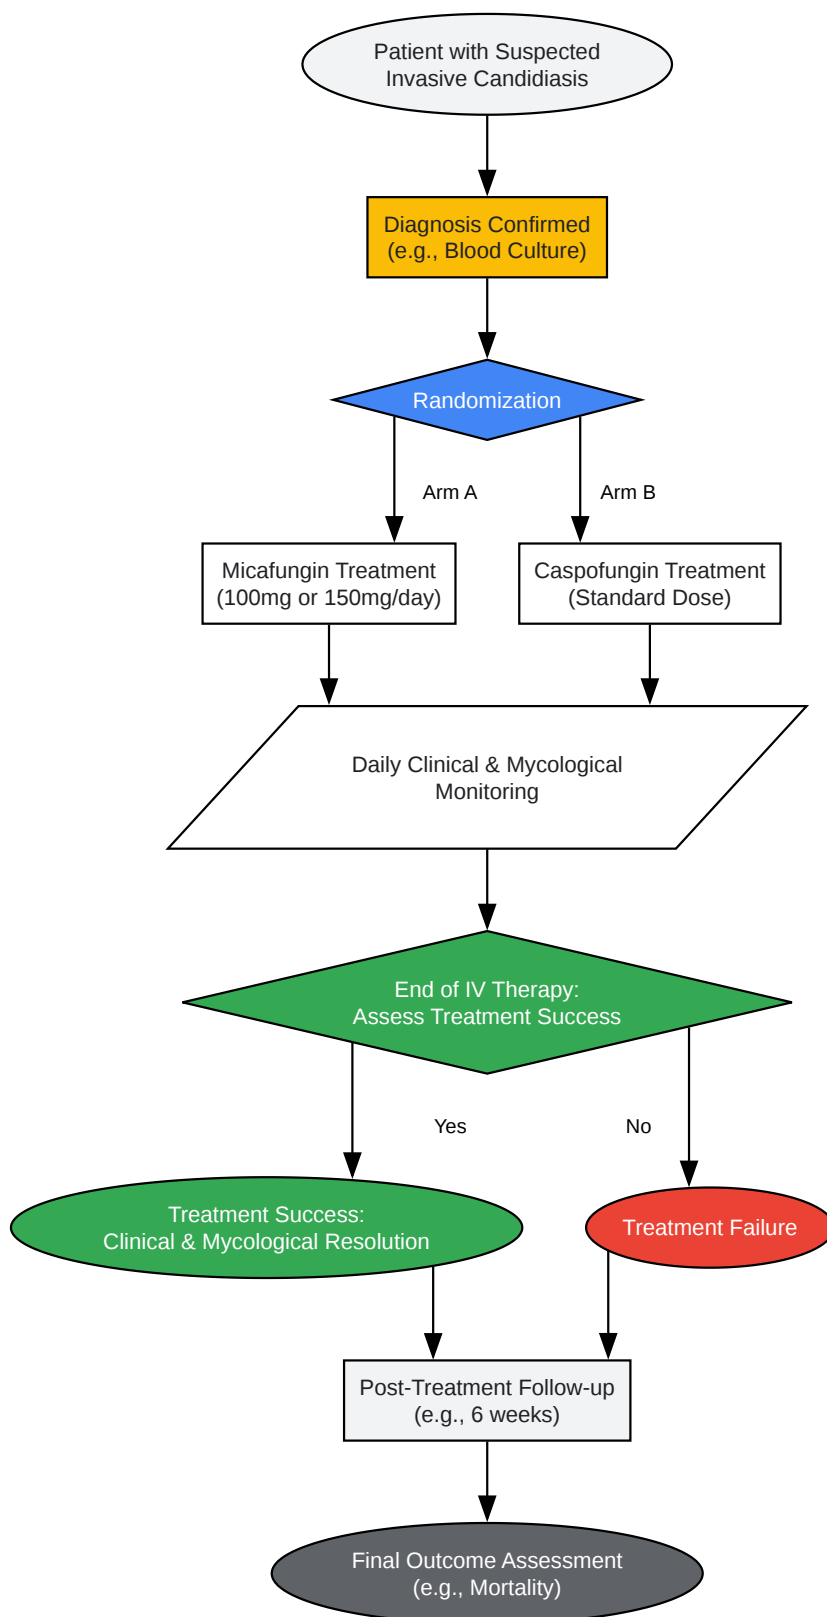 Patient with Suspected
Invasive Candidiasis
Diagnosis Confirmed
(e.g., Blood Culture)
Randomization
Arm A
Arm B
Micafungin Treatment
(100mg or 150mg/day)
Caspofungin Treatment
(Standard Dose)
Daily Clinical & Mycological
Monitoring
End of IV Therapy:
Assess Treatment Success
Yes
No
Treatment Success:
Clinical & Mycological Resolution
Treatment Failure
Post-Treatment Follow-up
(e.g., 6 weeks)
Final Outcome Assessment
(e.g., Mortality)